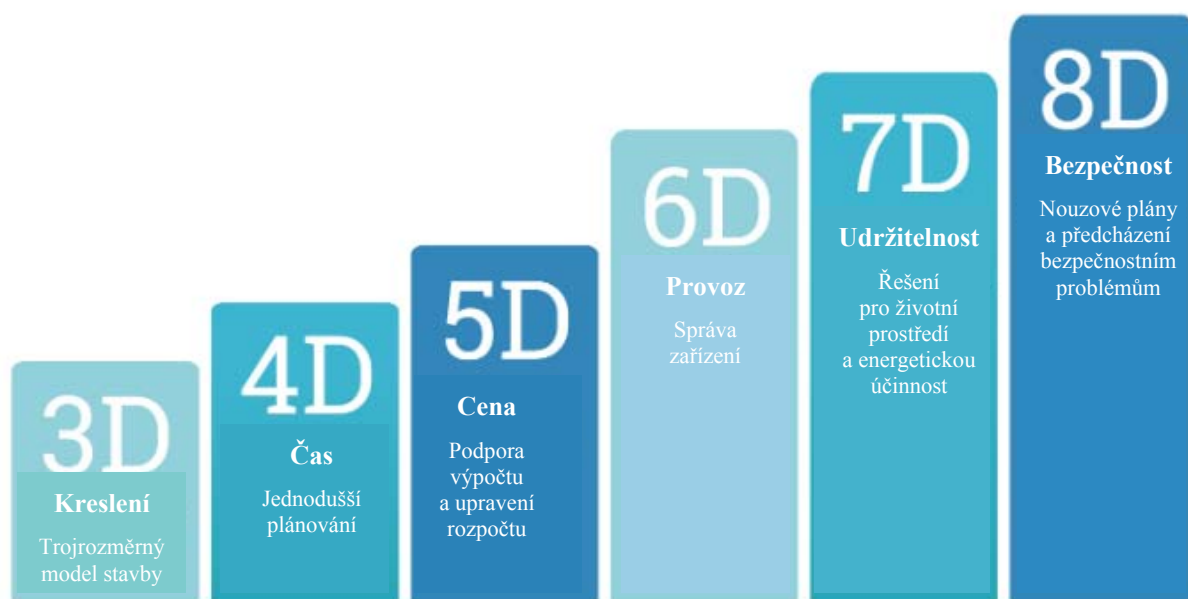 3D
Kreslení
Trojrozměrný
model stavby
4D
Čas
Jednodušší
plánování
5D
Cena
Podpora
výpočtu
a upravení
rozpočtu
6D
Provoz
Správa
zařízení
7D
Udržitelnost
Řešení
pro životní
prostředí
a energetickou
účinnost
8D
Bezpečnost
Nouzové plány
a předcházení
bezpečnostním
problémům